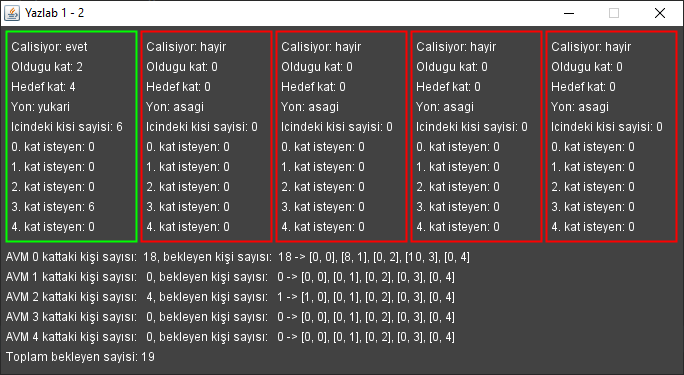 Yazlab 1 - 2
Calisiyor: evet
Oldugu kat: 2
Hedef kat: 4
Yon: yukari
Icindeki kisi sayisi: 6
0. kat isteyen: 0
1. kat isteyen: 0
2. kat isteyen: 0
3. kat isteyen: 6
4. kat isteyen: 0
Calisiyor: hayir
Oldugu kat: 0
Hedef kat: 0
Yon: asagi
Icindeki kisi sayisi: 0
0. kat isteyen: 0
1. kat isteyen: 0
2. kat isteyen: 0
3. kat isteyen: 0
4. kat isteyen: 0
Calisiyor: hayir
Oldugu kat: 0
Hedef kat: 0
Yon: asagi
Icindeki kisi sayisi: 0
0. kat isteyen: 0
1. kat isteyen: 0
2. kat isteyen: 0
3. kat isteyen: 0
4. kat isteyen: 0
Calisiyor: hayir
Oldugu kat: 0
Hedef kat: 0
Yon: asagi
Icindeki kisi sayisi: 0
0. kat isteyen: 0
1. kat isteyen: 0
2. kat isteyen: 0
3. kat isteyen: 0
4. kat isteyen: 0
Calisiyor: hayir
Oldugu kat: 0
Hedef kat: 0
Yon: asagi
Icindeki kisi sayisi: 0
0. kat isteyen: 0
1. kat isteyen: 0
2. kat isteyen: 0
3. kat isteyen: 0
4. kat isteyen: 0
AVM 0 kattaki kişi sayısı: 18, bekleyen kişi sayısı: 18 -> [0, 0], [8, 1], [0, 2], [10, 3], [0, 4]
AVM 1 kattaki kişi sayısı: 0, bekleyen kişi sayısı: 0 -> [0, 0], [0, 1], [0, 2], [0, 3], [0, 4]
AVM 2 kattaki kişi sayısı: 4, bekleyen kişi sayısı: 1 -> [1, 0], [0, 1], [0, 2], [0, 3], [0, 4]
AVM 3 kattaki kişi sayısı: 0, bekleyen kişi sayısı: 0 -> [0, 0], [0, 1], [0, 2], [0, 3], [0, 4]
AVM 4 kattaki kişi sayısı: 0, bekleyen kişi sayısı: 0 -> [0, 0], [0, 1], [0, 2], [0, 3], [0, 4]
Toplam bekleyen sayisi: 19